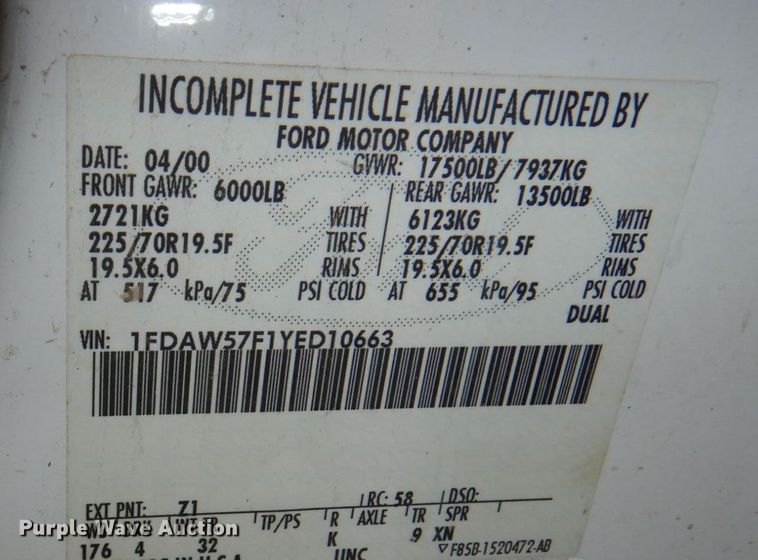 INCOMPLETE VEHICLE MANUFACTURED BY
FORD MOTOR COMPANY
DATE: 04/00 GVWR: 17500LB/7937KG
FRONT GAWR: 6000LB REAR GAWR: 13500LB
2721KG WITH 6123KG WITH
225/70R19.5F TIRES 225/70R19.5F TIRES
19.5X6.0 RIMS 19.5X6.0 RIMS
AT 517 kPa/75 PSI COLD AT 655 kPa/95 PSI COLD
DUAL
VIN: 1FDAW57F1YED10663
EXT PNT: Z1 RC: 58 DSO:
WB INT TR TP/PS R AXLE TR SPR
176 4 32 K 9 XN
UNC ▽F85B-1520472-AB
Purple Wave Auction